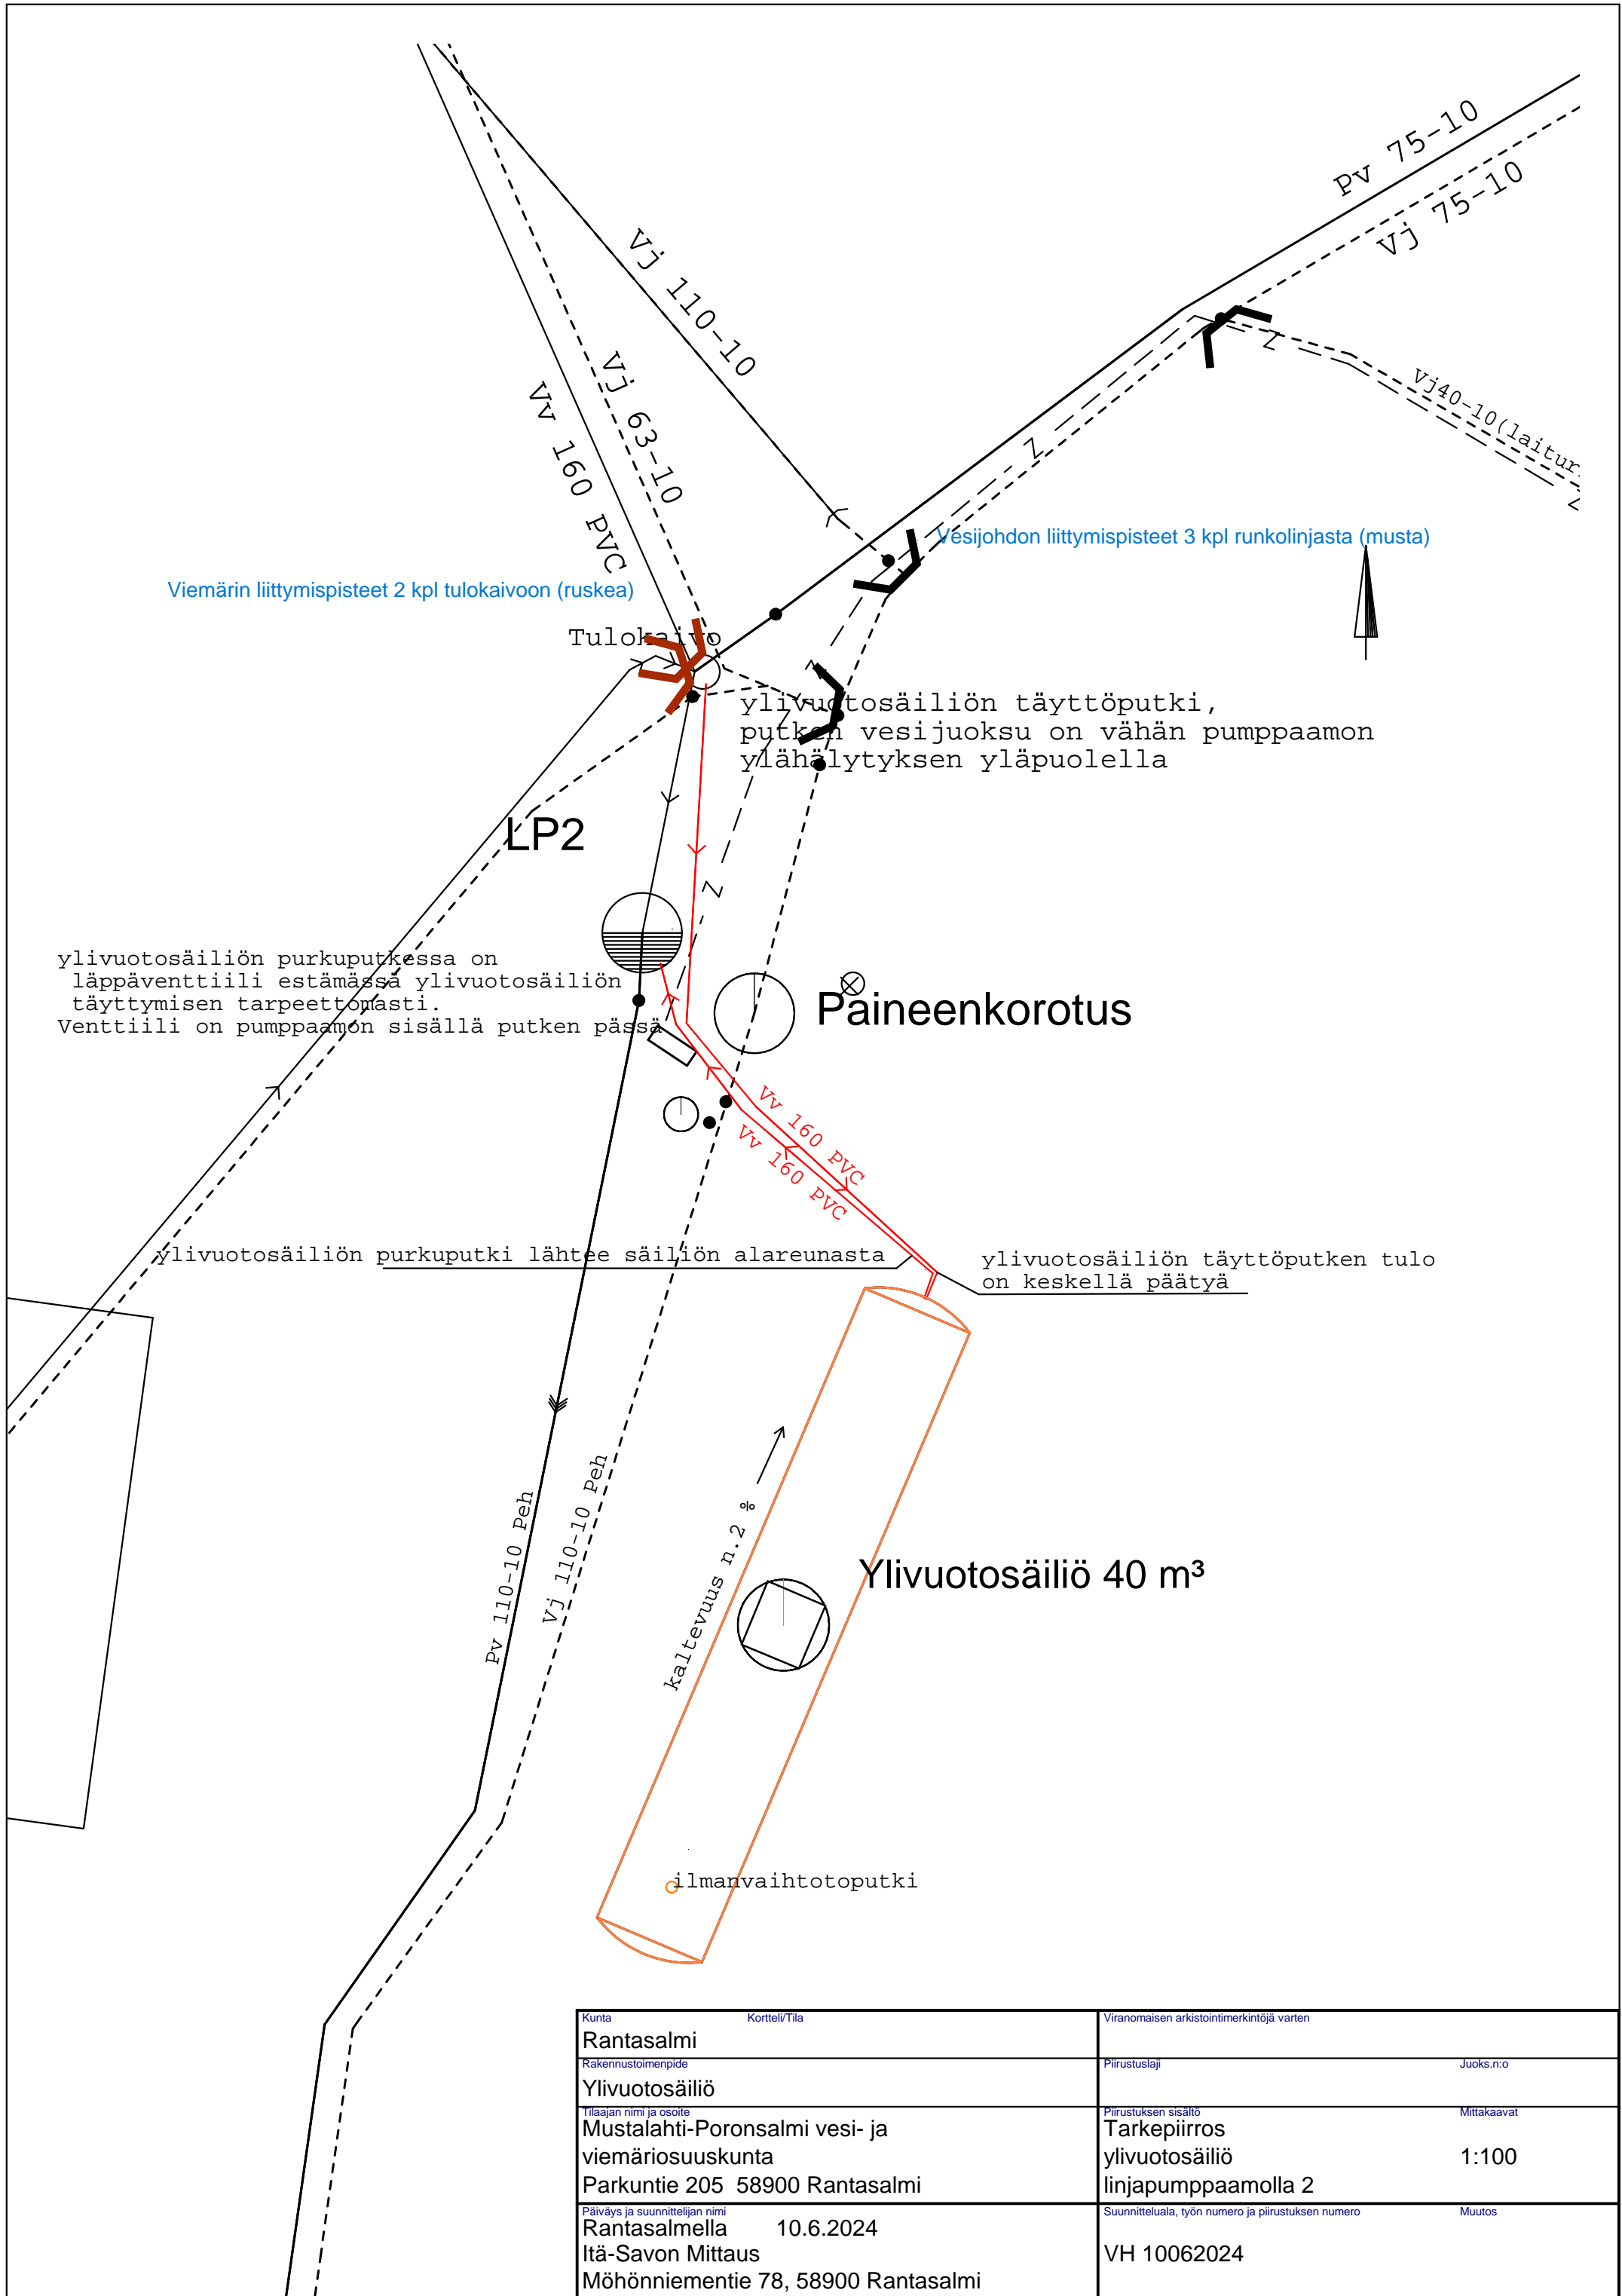 Pv 75-10
Vj 75-10
Vj 110-10
Vj 63-10
Vv 160 PVC
Z
Vj40-10(laitur
Z
Vesijohdon liittymispisteet 3 kpl runkolinjasta (musta)
Viemärin liittymispisteet 2 kpl tulokaivoon (ruskea)
Tulokaivo
Z
ylivuotosäiliön täyttöputki,
putken vesijuoksu on vähän pumppaamon
ylähälytyksen yläpuolella
LP2
Z
ylivuotosäiliön purkuputkessa on
läppäventtiili estämässä ylivuotosäiliön
täyttymisen tarpeettomasti.
Venttiili on pumppaamon sisällä putken pässä
Paineenkorotus
Vv 160 PVC
Vv 160 PVC
ylivuotosäiliön purkuputki lähtee säiliön alareunasta
ylivuotosäiliön täyttöputken tulo
on keskellä päätyä
Pv 110-10 Peh
Vj 110-10 Peh
kaltevuus n.2 %
Ylivuotosäiliö 40 m³
ilmanvaihtotoputki
Kunta Kortteli/Tila
Rantasalmi
Viranomaisen arkistointimerkintöjä varten
Rakennustoimenpide
Ylivuotosäiliö
Piirustuslaji Juoks.n:o
Tilaajan nimi ja osoite
Mustalahti-Poronsalmi vesi- ja
viemäriosuuskunta
Parkuntie 205 58900 Rantasalmi
Piirustuksen sisältö Mittakaavat
Tarkepiirros
ylivuotosäiliö 1:100
linjapumppaamolla 2
Päiväys ja suunnittelijan nimi
Rantasalmella 10.6.2024
Itä-Savon Mittaus
Möhönniementie 78, 58900 Rantasalmi
Suunnitteluala, työn numero ja piirustuksen numero Muutos
VH 10062024